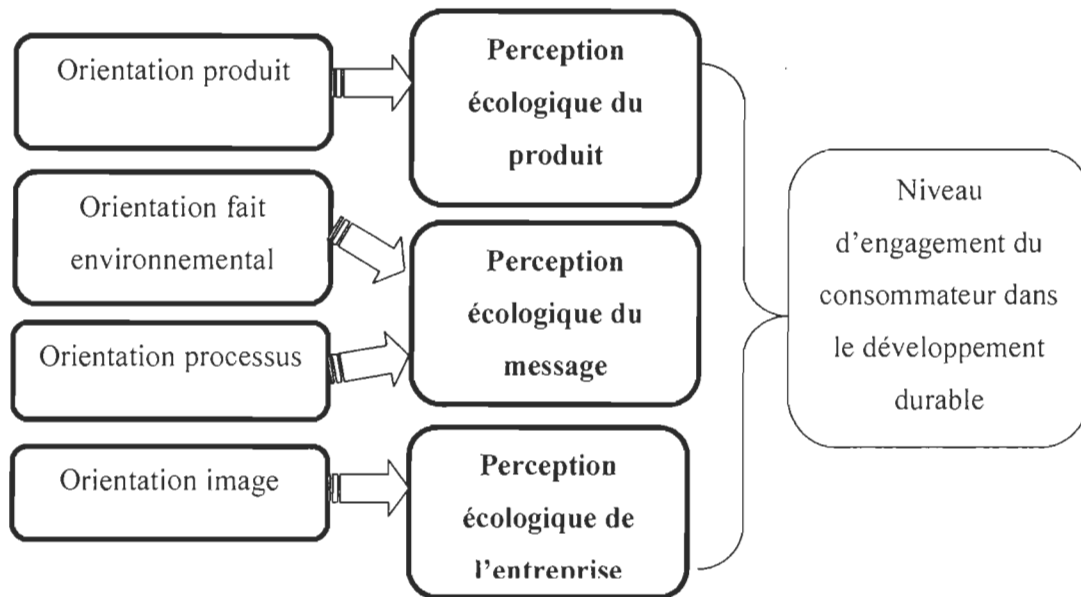 Orientation produit
Orientation fait
environnemental
Orientation processus
Orientation image
Perception
écologique du
produit
Perception
écologique du
message
Perception
écologique de
l'entreprise
Niveau
d'engagement du
consommateur dans
le développement
durable